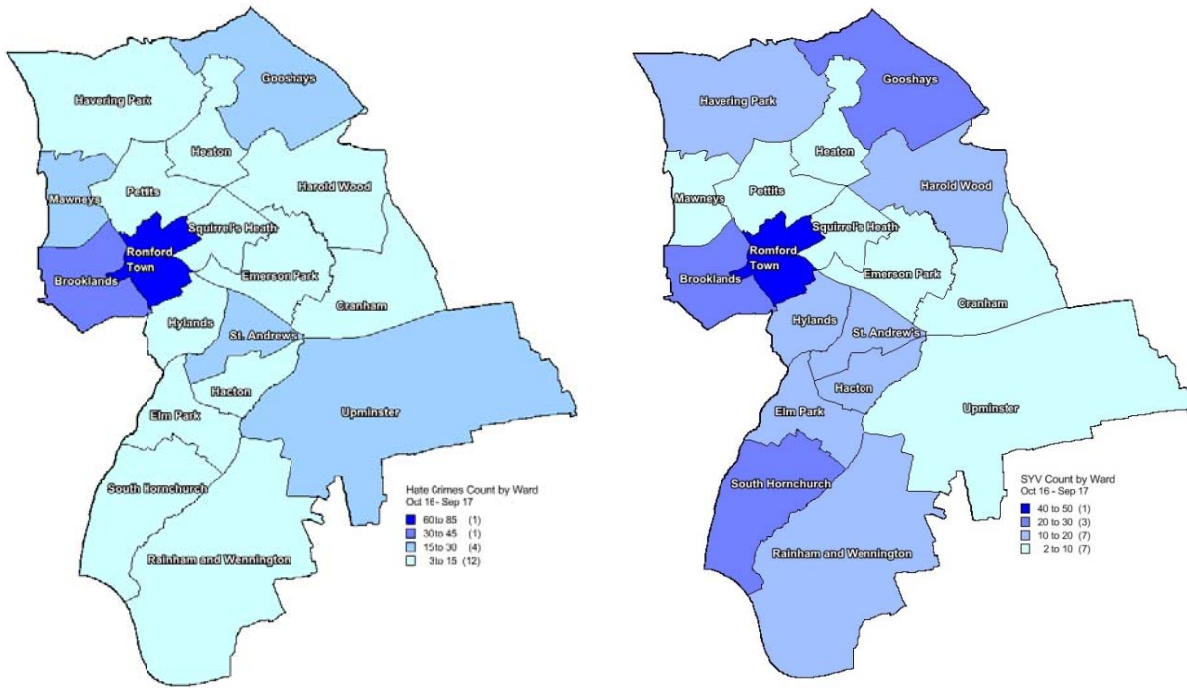 Gooshays
Havering Park
Heaton
Harold Wood
Mawneys
Pettits
Squirrel's Heath
Romford
Town
Emerson Park
Brooklands
Cranham
Hylands
St. Andrew's
Hacton
Elm Park
Upminster
South Hornchurch
Rainham and Wennington
Hate Crimes Count by Ward
Oct 16 - Sep 17
60 to 85 (1)
30 to 45 (1)
15 to 30 (4)
3 to 15 (12)
Gooshays
Havering Park
Heaton
Harold Wood
Mawneys
Pettits
Squirrel's Heath
Romford
Town
Emerson Park
Brooklands
Cranham
Hylands
St. Andrew's
Hacton
Elm Park
Upminster
South Hornchurch
Rainham and Wennington
SYV Count by Ward
Oct 16 - Sep 17
40 to 50 (1)
20 to 30 (3)
10 to 20 (7)
2 to 10 (7)